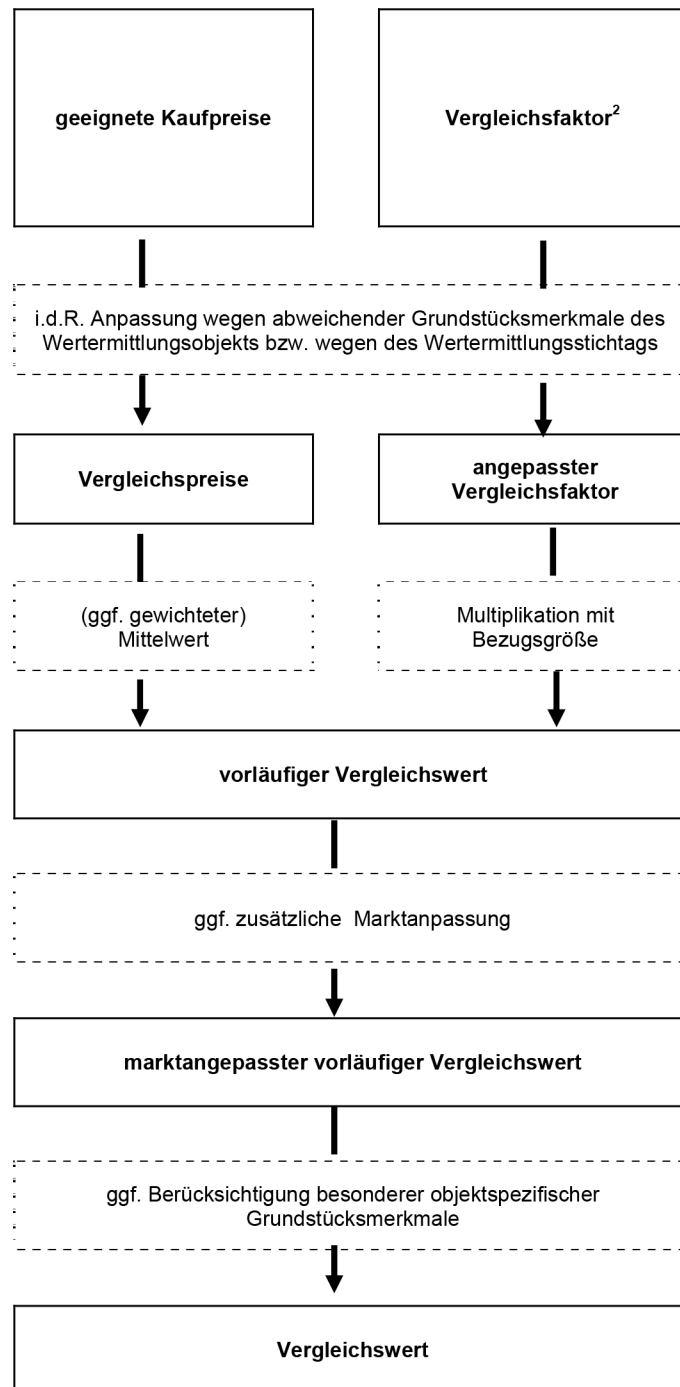 geeignete Kaufpreise
Vergleichsfaktor²
i.d.R. Anpassung wegen abweichender Grundstücksmerkmale des
Wertermittlungsobjekts bzw. wegen des Wertermittlungsstichtags
Vergleichspreise
angepasster
Vergleichsfaktor
(ggf. gewichteter)
Mittelwert
Multiplikation mit
Bezugsgröße
vorläufiger Vergleichswert
ggf. zusätzliche Marktanpassung
marktangepasster vorläufiger Vergleichswert
ggf. Berücksichtigung besonderer objektspezifischer
Grundstücksmerkmale
Vergleichswert